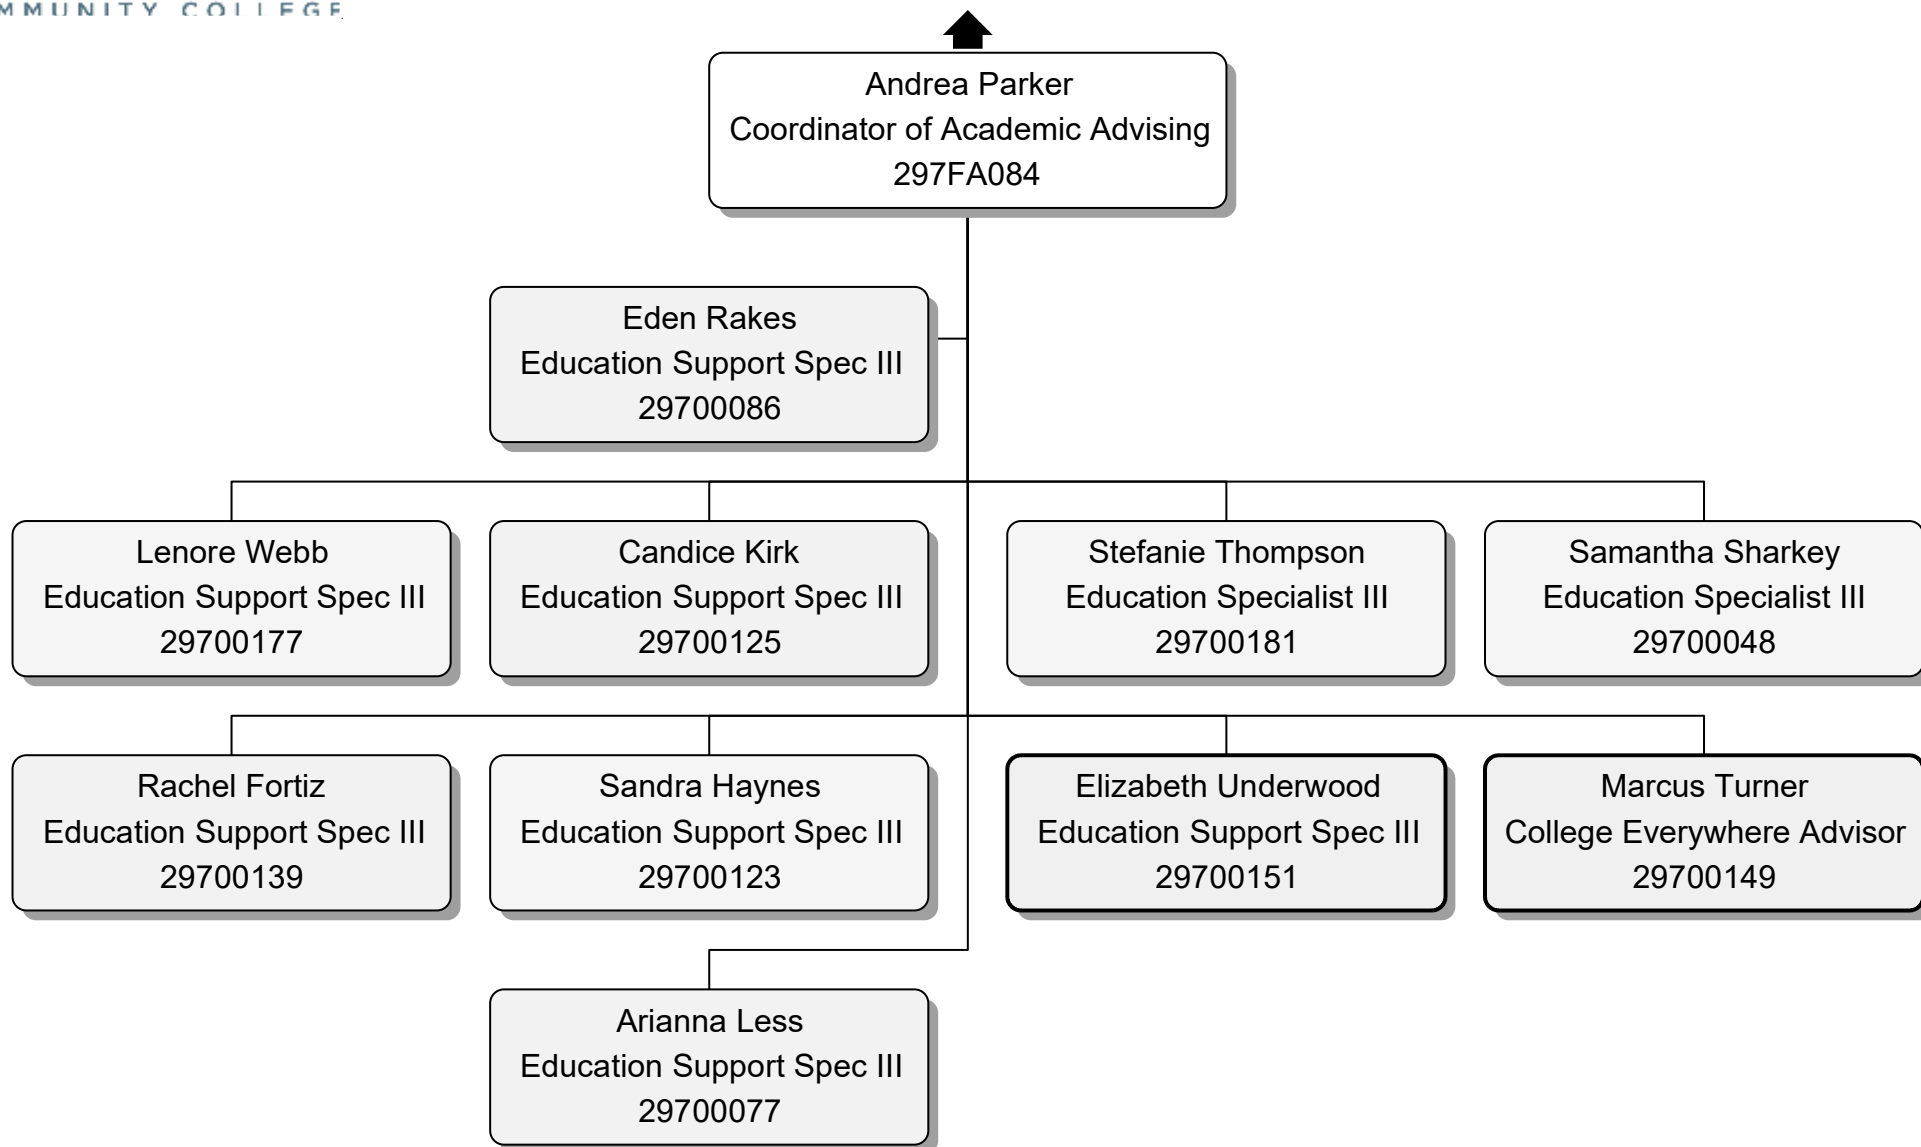 MMUNITY COLLEGE
Andrea Parker
Coordinator of Academic Advising
297FA084
Eden Rakes
Education Support Spec III
29700086
Lenore Webb
Education Support Spec III
29700177
Candice Kirk
Education Support Spec III
29700125
Stefanie Thompson
Education Specialist III
29700181
Samantha Sharkey
Education Specialist III
29700048
Rachel Fortiz
Education Support Spec III
29700139
Sandra Haynes
Education Support Spec III
29700123
Elizabeth Underwood
Education Support Spec III
29700151
Marcus Turner
College Everywhere Advisor
29700149
Arianna Less
Education Support Spec III
29700077